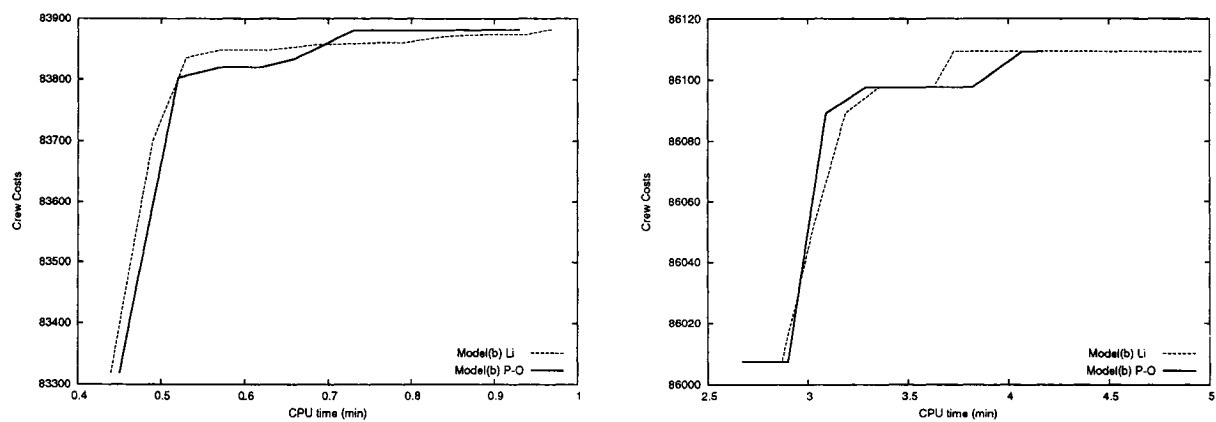 83900
83800
83700
83600
83500
83400
83300
Crew Costs
Model(b) Li
Model(b) P-O
0.4 0.5 0.6 0.7 0.8 0.9 1
CPU time (min)
86120
86100
86080
86060
86040
86020
86000
Crew Costs
Model(b) Li
Model(b) P-O
2.5 3 3.5 4 4.5 5
CPU time (min)